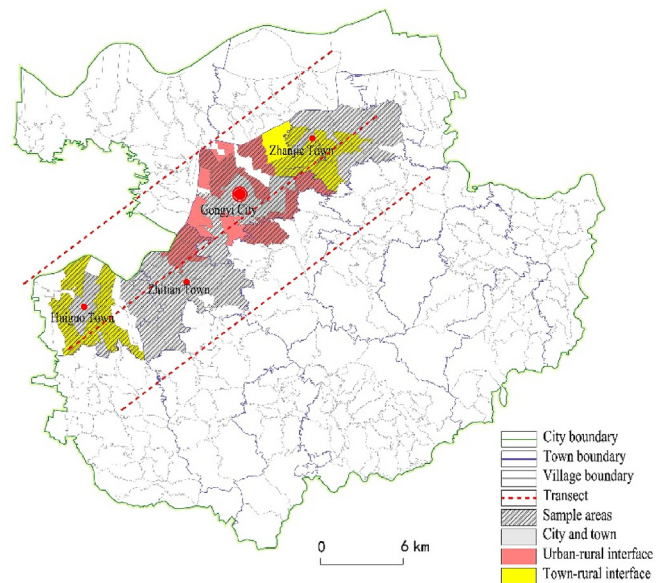 Zhanjie Town
Gongyi City
Zhitian Town
Huiguo Town
City boundary
Town boundary
Village boundary
Transect
Sample areas
City and town
Urban-rural interface
Town-rural interface
0 6 km